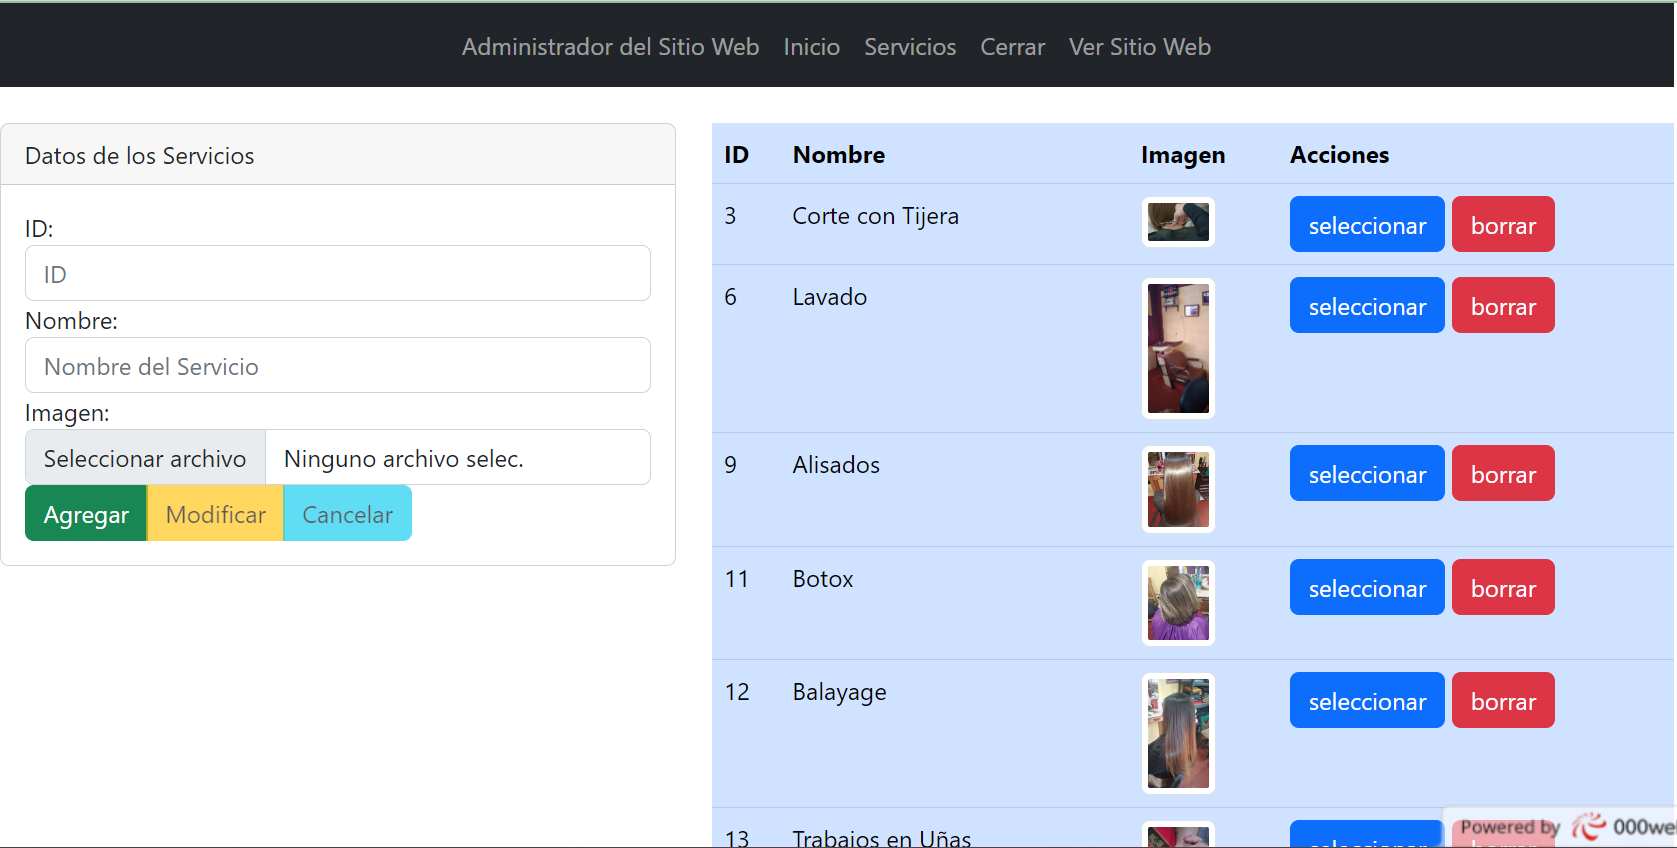 Administrador del Sitio Web Inicio Servicios Cerrar Ver Sitio Web
Datos de los Servicios
ID:
ID
Nombre:
Nombre del Servicio
Imagen:
Seleccionar archivo Ninguno archivo selec.
Agregar Modificar Cancelar
ID Nombre Imagen Acciones
3 Corte con Tijera seleccionar borrar
6 Lavado seleccionar borrar
9 Alisados seleccionar borrar
11 Botox seleccionar borrar
12 Balayage seleccionar borrar
13 Trabajos en Uñas seleccionar borrar
Powered by 000we